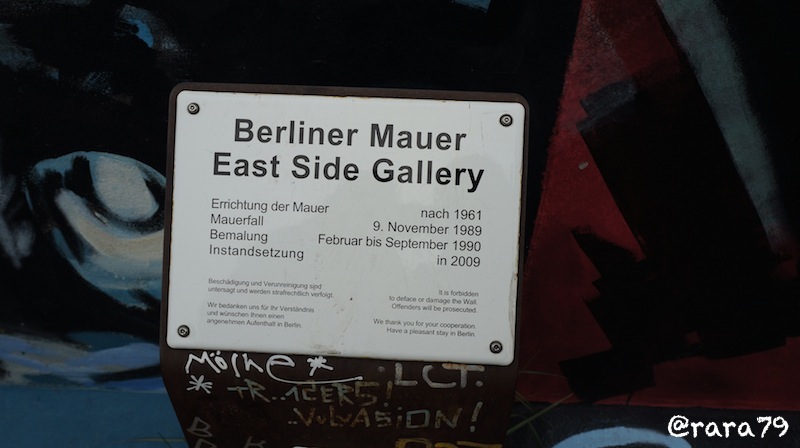 Berliner Mauer
East Side Gallery
Errichtung der Mauer nach 1961
Mauerfall 9. November 1989
Bemalung Februar bis September 1990
Instandsetzung in 2009
Beschädigung und Verunreinigung sind
untersagt und werden strafrechtlich verfolgt.
Wir bedanken uns für Ihr Verständnis
und wünschen Ihnen einen
angenehmen Aufenthalt in Berlin.
It is forbidden
to deface or damage the Wall.
Offenders will be prosecuted.
We thank you for your cooperation.
Have a pleasant stay in Berlin.
LCT.
@rara79